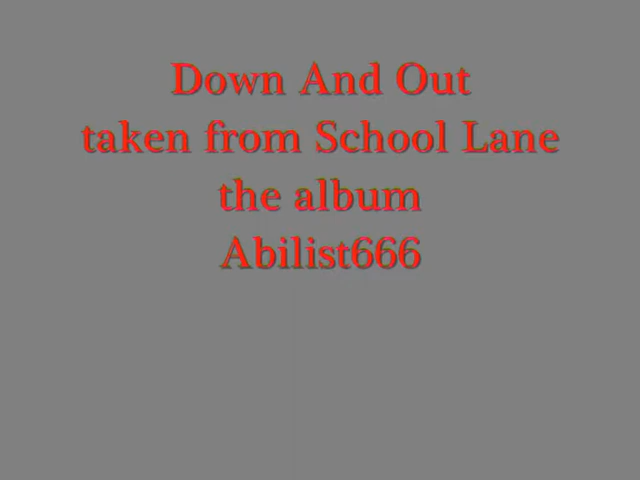 Down And Out
taken from School Lane
the album
Abilist666